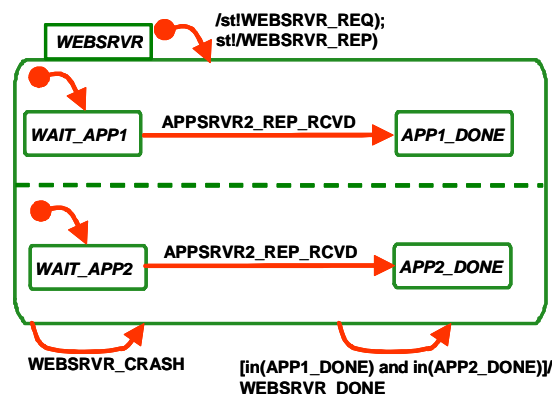 /st!WEBSRVR_REQ);
st!/WEBSRVR_REP)
WEBSRVR
WAIT_APP1
APPSRVR2_REP_RCVD
APP1_DONE
WAIT_APP2
APPSRVR2_REP_RCVD
APP2_DONE
WEBSRVR_CRASH
[in(APP1_DONE) and in(APP2_DONE)]/
WEBSRVR_DONE